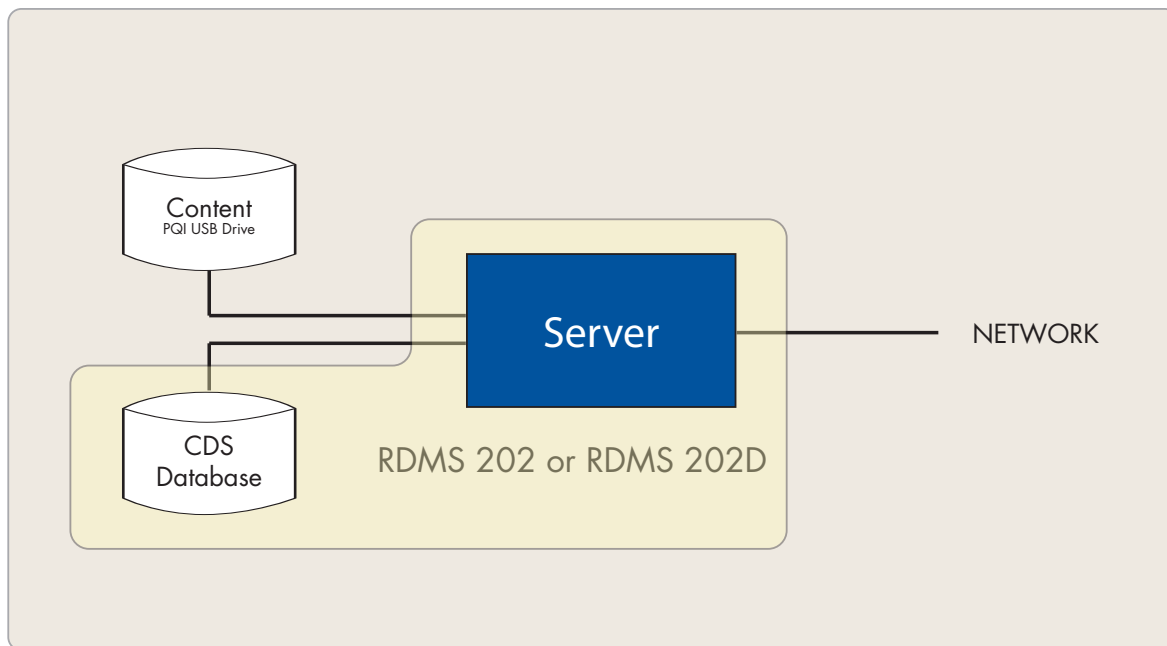 Content
PQI USB Drive
Server
NETWORK
CDS
Database
RDMS 202 or RDMS 202D